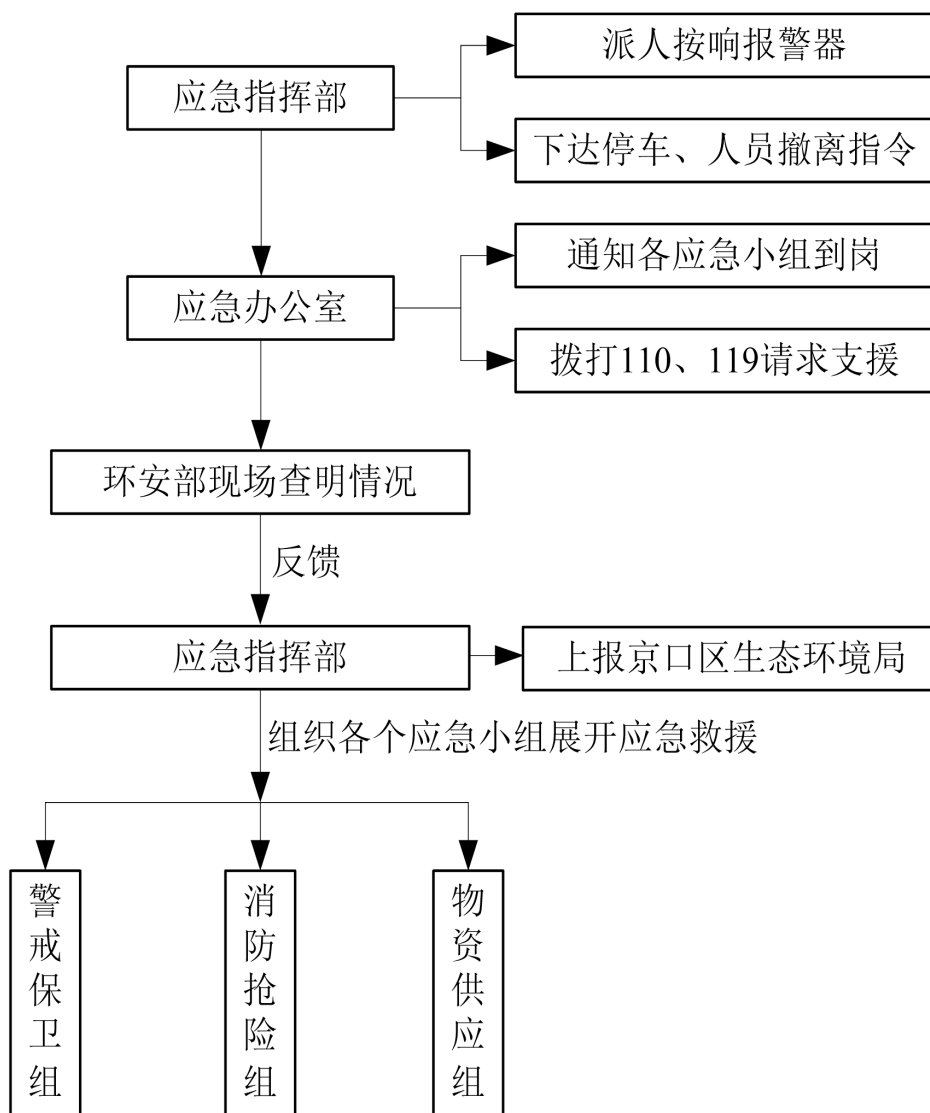 派人按响报警器
应急指挥部
下达停车、人员撤离指令
通知各应急小组到岗
应急办公室
拨打110、119请求支援
环安部现场查明情况
反馈
应急指挥部
上报京口区生态环境局
组织各个应急小组展开应急救援
警戒保卫组
消防抢险组
物资供应组